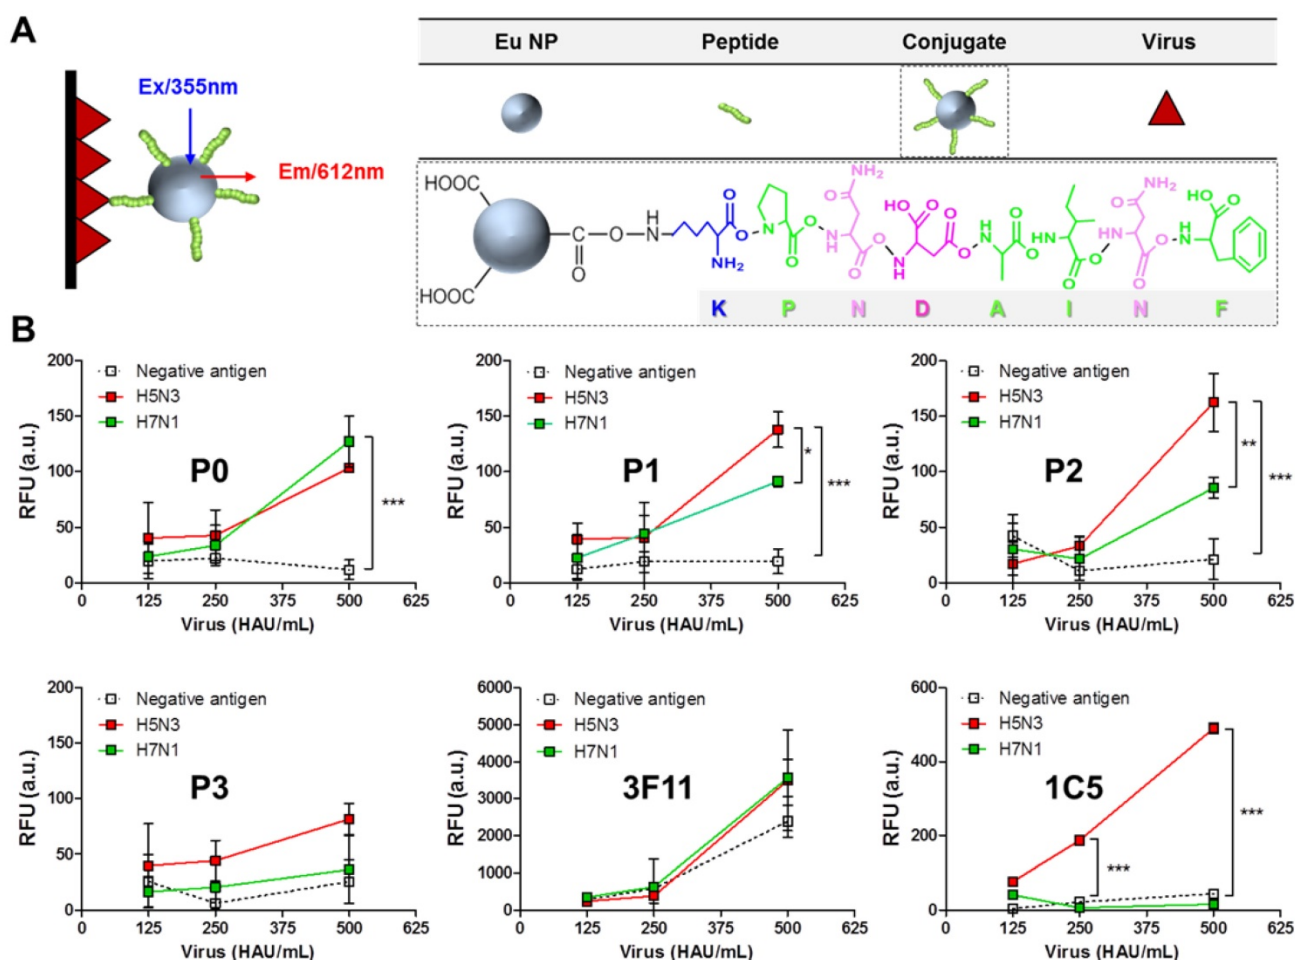 A
Ex/355nm
Em/612nm
Eu NP Peptide Conjugate Virus
HOOC
HOOC
C O N H O O NH2 O N O NH2 O N H O O HO O O N H O N H O O HN O O NH2 O HN O O N H HO O
K P N D A I N F
B
Negative antigen
H5N3
H7N1
P0
***
RFU (a.u.)
200
150
100
50
0
0 125 250 375 500 625
Virus (HAU/mL)
Negative antigen
H5N3
H7N1
P1
*
***
RFU (a.u.)
200
150
100
50
0
0 125 250 375 500 625
Virus (HAU/mL)
Negative antigen
H5N3
H7N1
P2
**
***
RFU (a.u.)
200
150
100
50
0
0 125 250 375 500 625
Virus (HAU/mL)
Negative antigen
H5N3
H7N1
P3
RFU (a.u.)
200
150
100
50
0
0 125 250 375 500 625
Virus (HAU/mL)
Negative antigen
H5N3
H7N1
3F11
RFU (a.u.)
6000
5000
4000
3000
2000
1000
0
0 125 250 375 500 625
Virus (HAU/mL)
Negative antigen
H5N3
H7N1
1C5
***
***
RFU (a.u.)
600
400
200
0
0 125 250 375 500 625
Virus (HAU/mL)